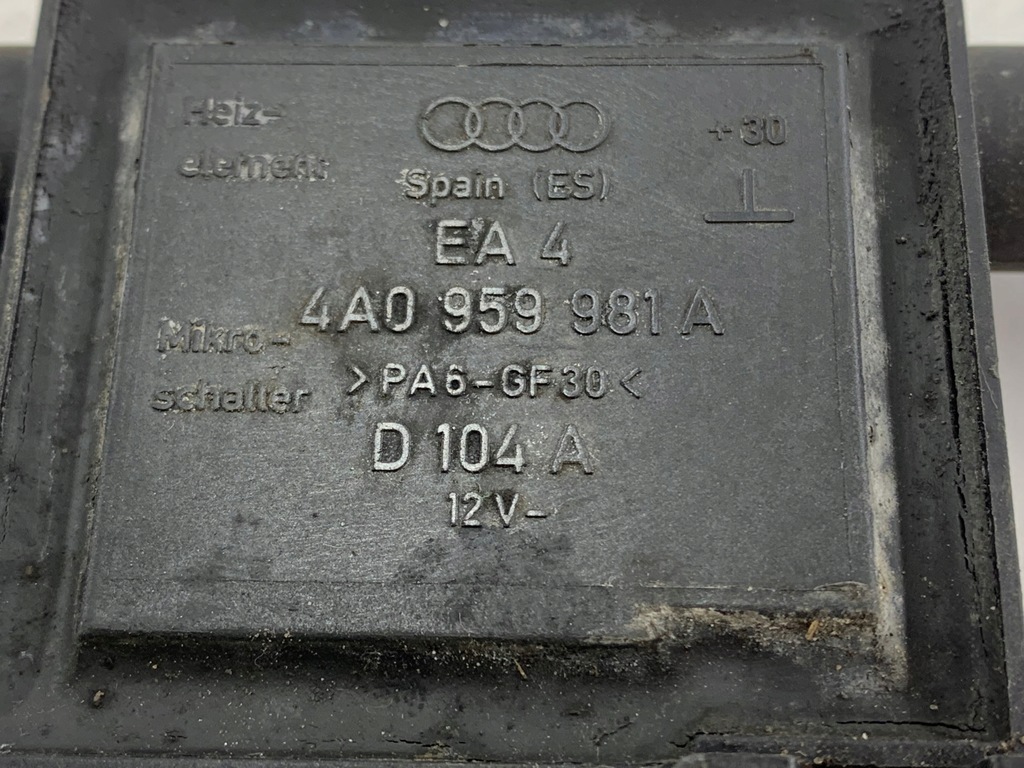 Heiz-
element
Spain (ES)
+30
EA 4
4A0 959 981 A
Mikro-
schalter
>PA6-GF30<
D 104 A
12V-